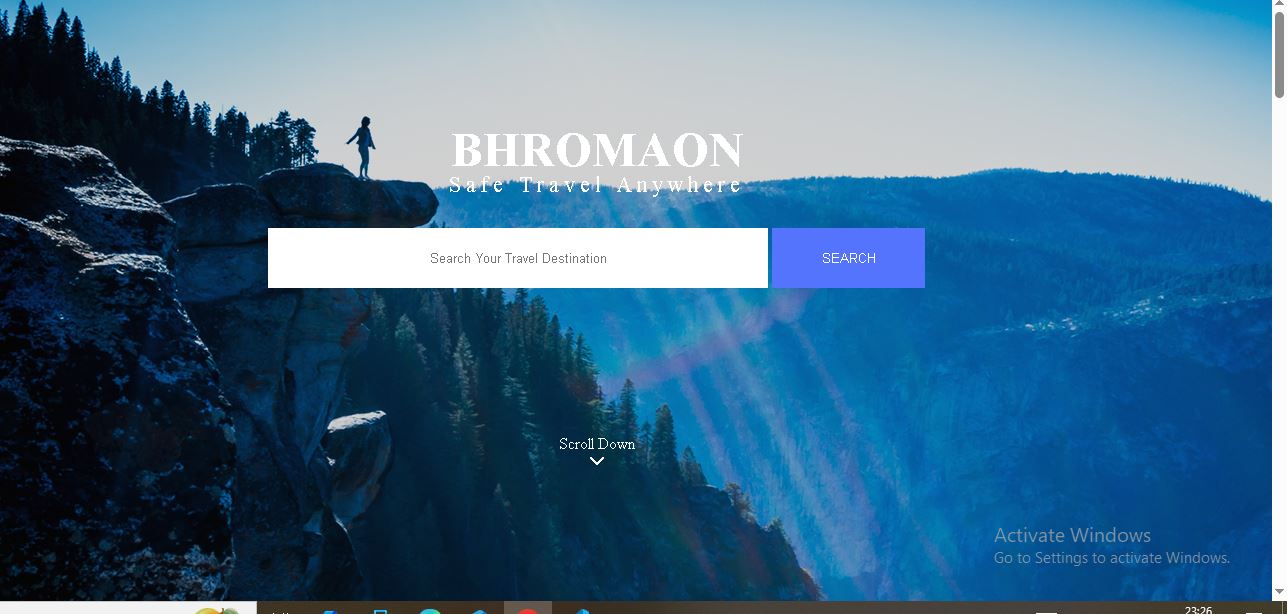 BHROMAON
Safe Travel Anywhere
Search Your Travel Destination
SEARCH
Scroll Down
Activate Windows
Go to Settings to activate Windows.
23:26